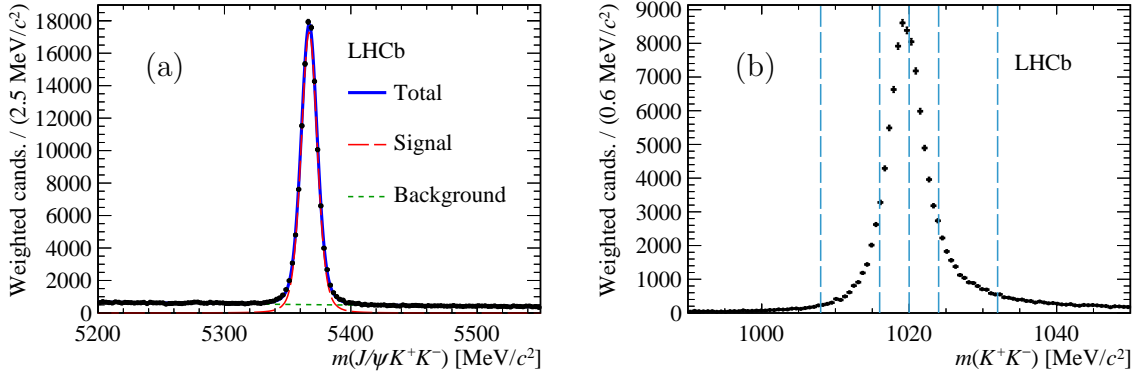 18000
16000
14000
12000
10000
8000
6000
4000
2000
0
Weighted cands. / (2.5 MeV/c²)
(a)
LHCb
Total
Signal
Background
5200 5300 5400 5500
m(J/ψK⁺K⁻) [MeV/c²]
9000
8000
7000
6000
5000
4000
3000
2000
1000
0
Weighted cands. / (0.6 MeV/c²)
(b)
LHCb
1000 1020 1040
m(K⁺K⁻) [MeV/c²]